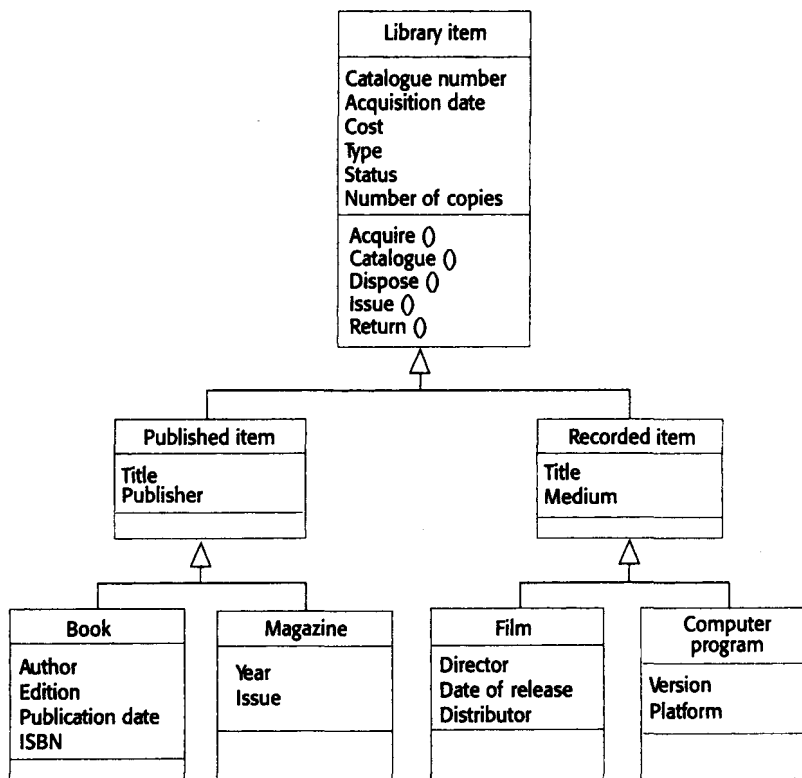 Library item
Catalogue number
Acquisition date
Cost
Type
Status
Number of copies
Acquire ()
Catalogue ()
Dispose ()
Issue ()
Return ()
Published item
Title
Publisher
Recorded item
Title
Medium
Book
Author
Edition
Publication date
ISBN
Magazine
Year
Issue
Film
Director
Date of release
Distributor
Computer
program
Version
Platform